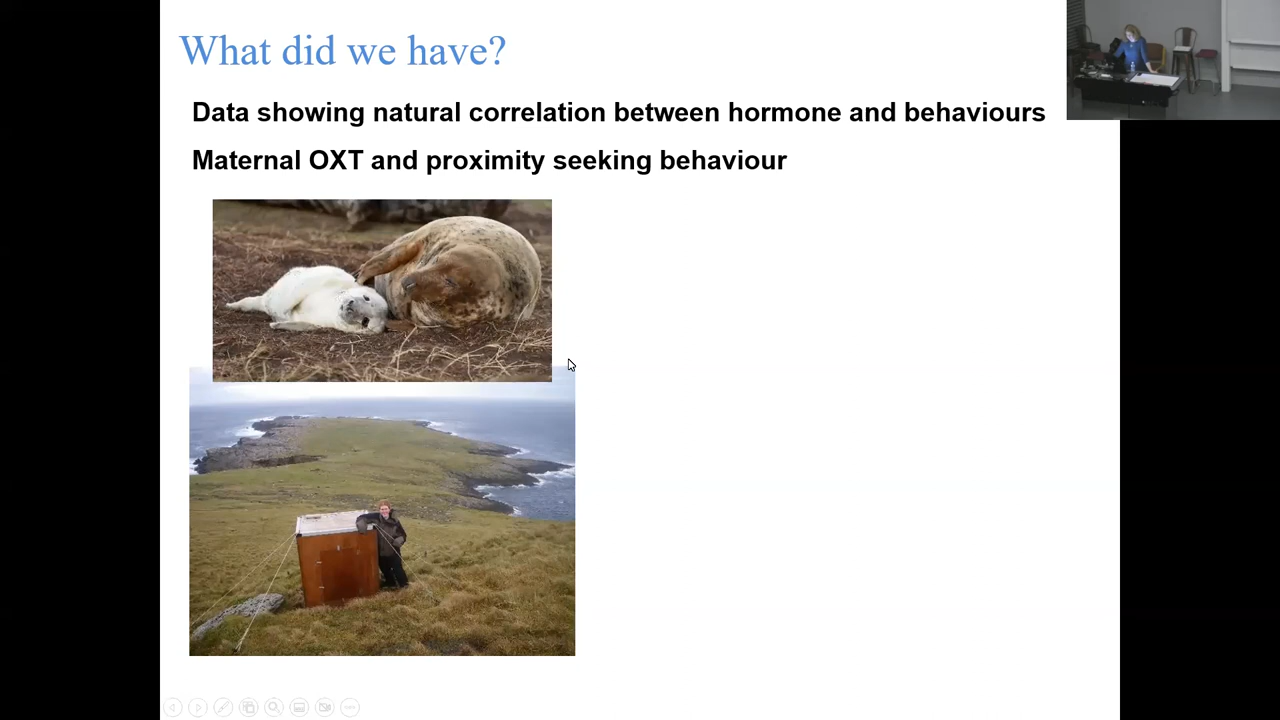 What did we have?
Data showing natural correlation between hormone and behaviours
Maternal OXT and proximity seeking behaviour